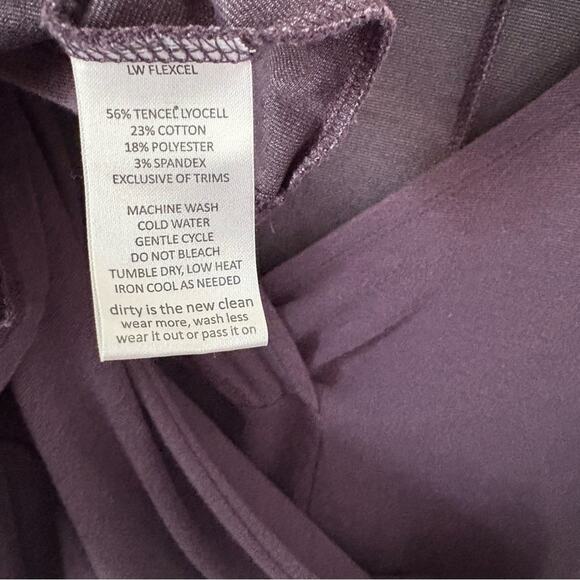 LW FLEXCEL
56% TENCEL® LYOCELL
23% COTTON
18% POLYESTER
3% SPANDEX
EXCLUSIVE OF TRIMS
MACHINE WASH
COLD WATER
GENTLE CYCLE
DO NOT BLEACH
TUMBLE DRY, LOW HEAT
IRON COOL AS NEEDED
dirty is the new clean
wear more, wash less
wear it out or pass it on